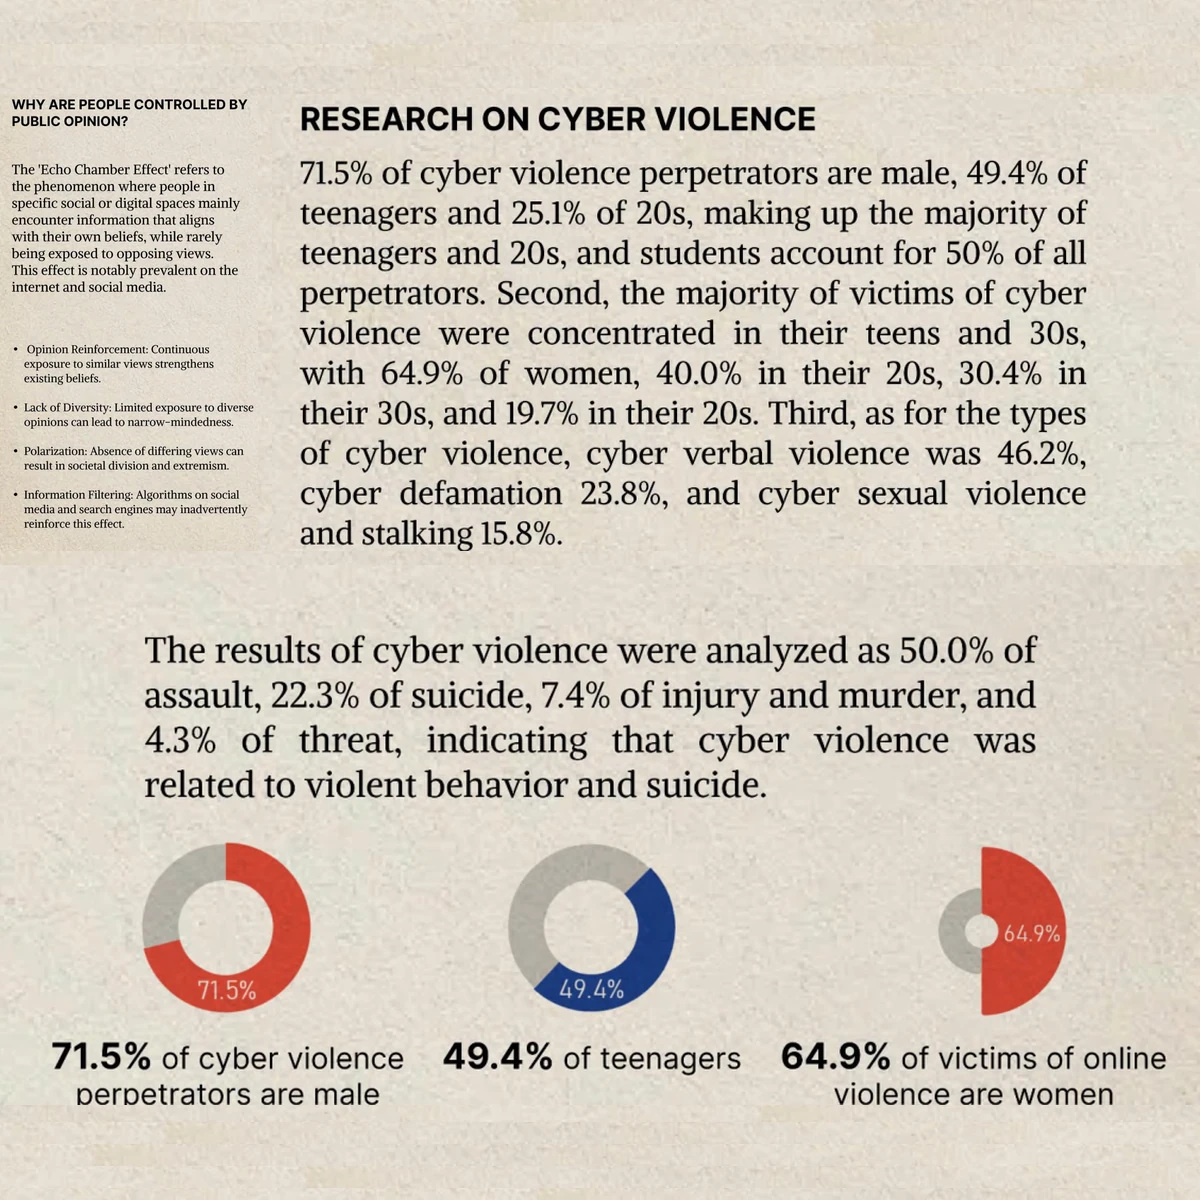 WHY ARE PEOPLE CONTROLLED BY
PUBLIC OPINION?
The 'Echo Chamber Effect' refers to
the phenomenon where people in
specific social or digital spaces mainly
encounter information that aligns
with their own beliefs, while rarely
being exposed to opposing views.
This effect is notably prevalent on the
internet and social media.
• Opinion Reinforcement: Continuous
exposure to similar views strengthens
existing beliefs.
• Lack of Diversity: Limited exposure to diverse
opinions can lead to narrow-mindedness.
• Polarization: Absence of differing views can
result in societal division and extremism.
• Information Filtering: Algorithms on social
media and search engines may inadvertently
reinforce this effect.
RESEARCH ON CYBER VIOLENCE
71.5% of cyber violence perpetrators are male, 49.4% of
teenagers and 25.1% of 20s, making up the majority of
teenagers and 20s, and students account for 50% of all
perpetrators. Second, the majority of victims of cyber
violence were concentrated in their teens and 30s,
with 64.9% of women, 40.0% in their 20s, 30.4% in
their 30s, and 19.7% in their 20s. Third, as for the types
of cyber violence, cyber verbal violence was 46.2%,
cyber defamation 23.8%, and cyber sexual violence
and stalking 15.8%.
The results of cyber violence were analyzed as 50.0% of
assault, 22.3% of suicide, 7.4% of injury and murder, and
4.3% of threat, indicating that cyber violence was
related to violent behavior and suicide.
71.5%
71.5% of cyber violence
perpetrators are male
49.4%
49.4% of teenagers
64.9%
64.9% of victims of online
violence are women